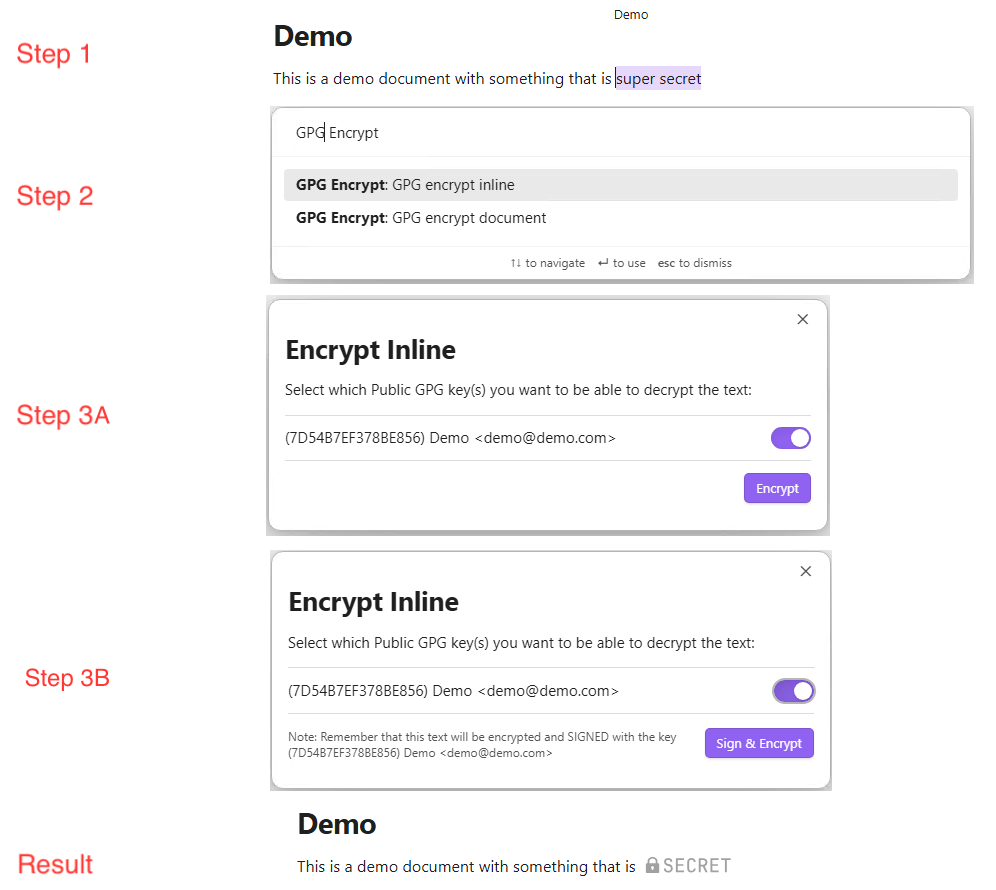 Demo
Step 1
Demo
This is a demo document with something that is super secret
GPG Encrypt
Step 2
GPG Encrypt: GPG encrypt inline
GPG Encrypt: GPG encrypt document
↑↓ to navigate ↵ to use esc to dismiss
Encrypt Inline
Select which Public GPG key(s) you want to be able to decrypt the text:
Step 3A
(7D54B7EF378BE856) Demo <demo@demo.com>
Encrypt
Encrypt Inline
Select which Public GPG key(s) you want to be able to decrypt the text:
Step 3B
(7D54B7EF378BE856) Demo <demo@demo.com>
Note: Remember that this text will be encrypted and SIGNED with the key
(7D54B7EF378BE856) Demo <demo@demo.com>
Sign & Encrypt
Demo
Result
This is a demo document with something that is SECRET